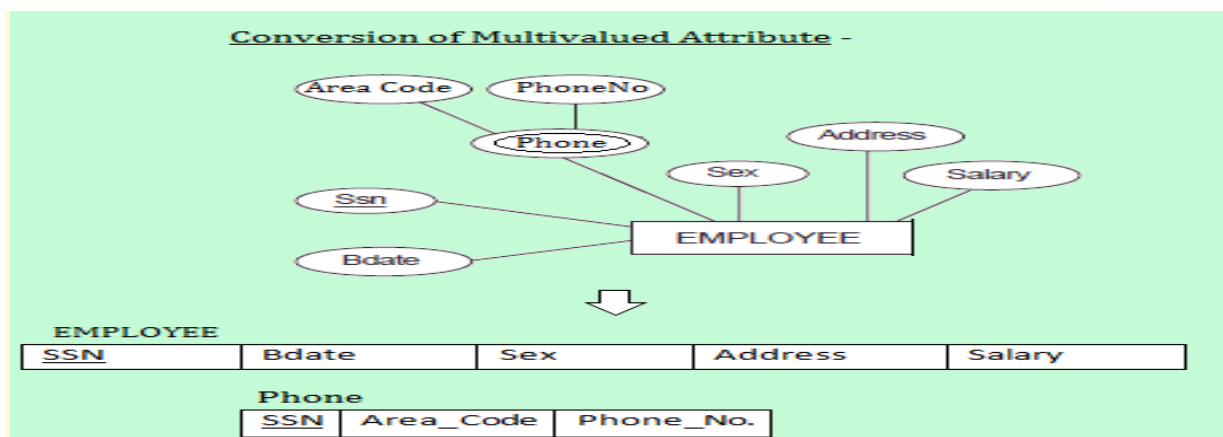 Conversion of Multivalued Attribute -
Area Code PhoneNo
Phone
Address
Sex
Salary
Ssn
EMPLOYEE
Bdate
EMPLOYEE
SSN Bdate Sex Address Salary
Phone
SSN Area_Code Phone_No.